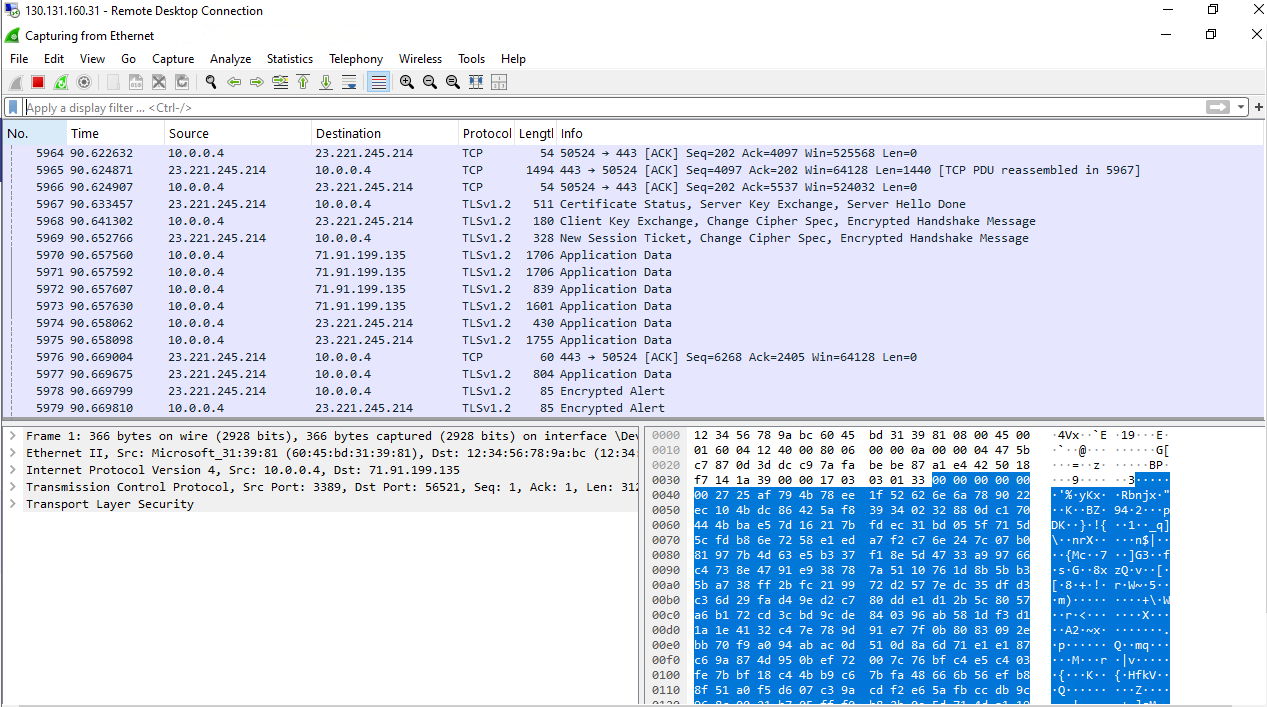 130.131.160.31 - Remote Desktop Connection
Capturing from Ethernet
File Edit View Go Capture Analyze Statistics Telephony Wireless Tools Help
Apply a display filter ... <Ctrl-/>
No. Time Source Destination Protocol Lengtl Info
5964 90.622632 10.0.0.4 23.221.245.214 TCP 54 50524 → 443 [ACK] Seq=202 Ack=4097 Win=525568 Len=0
5965 90.624871 23.221.245.214 10.0.0.4 TCP 1494 443 → 50524 [ACK] Seq=4097 Ack=202 Win=64128 Len=1440 [TCP PDU reassembled in 5967]
5966 90.624907 10.0.0.4 23.221.245.214 TCP 54 50524 → 443 [ACK] Seq=202 Ack=5537 Win=524032 Len=0
5967 90.633457 23.221.245.214 10.0.0.4 TLSv1.2 511 Certificate Status, Server Key Exchange, Server Hello Done
5968 90.641302 10.0.0.4 23.221.245.214 TLSv1.2 180 Client Key Exchange, Change Cipher Spec, Encrypted Handshake Message
5969 90.652766 23.221.245.214 10.0.0.4 TLSv1.2 328 New Session Ticket, Change Cipher Spec, Encrypted Handshake Message
5970 90.657560 10.0.0.4 71.91.199.135 TLSv1.2 1706 Application Data
5971 90.657592 10.0.0.4 71.91.199.135 TLSv1.2 1706 Application Data
5972 90.657607 10.0.0.4 71.91.199.135 TLSv1.2 839 Application Data
5973 90.657630 10.0.0.4 71.91.199.135 TLSv1.2 1601 Application Data
5974 90.658062 10.0.0.4 23.221.245.214 TLSv1.2 430 Application Data
5975 90.658098 10.0.0.4 23.221.245.214 TLSv1.2 1755 Application Data
5976 90.669004 23.221.245.214 10.0.0.4 TCP 60 443 → 50524 [ACK] Seq=6268 Ack=2405 Win=64128 Len=0
5977 90.669675 23.221.245.214 10.0.0.4 TLSv1.2 804 Application Data
5978 90.669799 23.221.245.214 10.0.0.4 TLSv1.2 85 Encrypted Alert
5979 90.669810 10.0.0.4 23.221.245.214 TLSv1.2 85 Encrypted Alert
Frame 1: 366 bytes on wire (2928 bits), 366 bytes captured (2928 bits) on interface \Dev
Ethernet II, Src: Microsoft_31:39:81 (60:45:bd:31:39:81), Dst: 12:34:56:78:9a:bc (12:34:
Internet Protocol Version 4, Src: 10.0.0.4, Dst: 71.91.199.135
Transmission Control Protocol, Src Port: 3389, Dst Port: 56521, Seq: 1, Ack: 1, Len: 312
Transport Layer Security
0000 12 34 56 78 9a bc 60 45 bd 31 39 81 08 00 45 00 ·4Vx··`E ·19···E·
0010 01 60 04 12 40 00 80 06 00 00 0a 00 00 04 47 5b ·`··@··· ······G[
0020 c7 87 0d 3d dc c9 7a fa be be 87 a1 e4 42 50 18 ···=··z· ·····BP·
0030 f7 14 1a 39 00 00 17 03 03 01 33 00 00 00 00 00 ···9···· ··3·····
0040 00 27 25 af 79 4b 78 ee 1f 52 62 6e 6a 78 90 22 ·'%·yKx· ·Rbnjx·"
0050 ec 10 4b dc 86 42 5a f8 39 34 02 32 88 0d c1 70 ··K··BZ· 94·2···p
0060 44 4b ba e5 7d 16 21 7b fd ec 31 bd 05 5f 71 5d DK··}·!{ ··1··_q]
0070 5c fd b8 6e 72 58 e1 ed a7 f2 c7 6e 24 7c 07 b0
0080 81 97 7b 4d 63 e5 b3 37 f1 8e 5d 47 33 a9 97 66 ··{Mc··7 ··]G3··f
0090 c4 73 8e 47 91 e9 38 78 7a 51 10 76 1d 8b 5b b3 ·s·G··8x zQ·v··[·
00a0 5b a7 38 ff 2b fc 21 99 72 d2 57 7e dc 35 df d3 [·8·+·!· r·W~·5··
00b0 c3 6d 29 fa d4 9e d2 c7 80 dd e1 d1 2b 5c 80 57 ·m)····· ····+\·W
00c0 a6 b1 72 cd 3c bd 9c de 84 03 96 ab 58 1d f3 d1 ··r·<··· ····X···
00d0 1a 1e 41 32 c4 7e 78 9d 91 e7 7f 0b 80 83 09 2e ··A2·~x· ·······.
00e0 bb 70 f9 a0 94 ab ac 0d 51 0d 8a 6d 71 e1 e1 87 ·p······ Q··mq···
00f0 c6 9a 87 4d 95 0b ef 72 00 7c 76 bf c4 e5 c4 03 ···M···r ·|v·····
0100 fe 7b bf 18 c4 4b b9 c6 7b fa 48 66 6b 56 ef b8
0110 8f 51 a0 f5 d6 07 c3 9a cd f2 e6 5a fb cc db 9c ·Q······ ···Z····